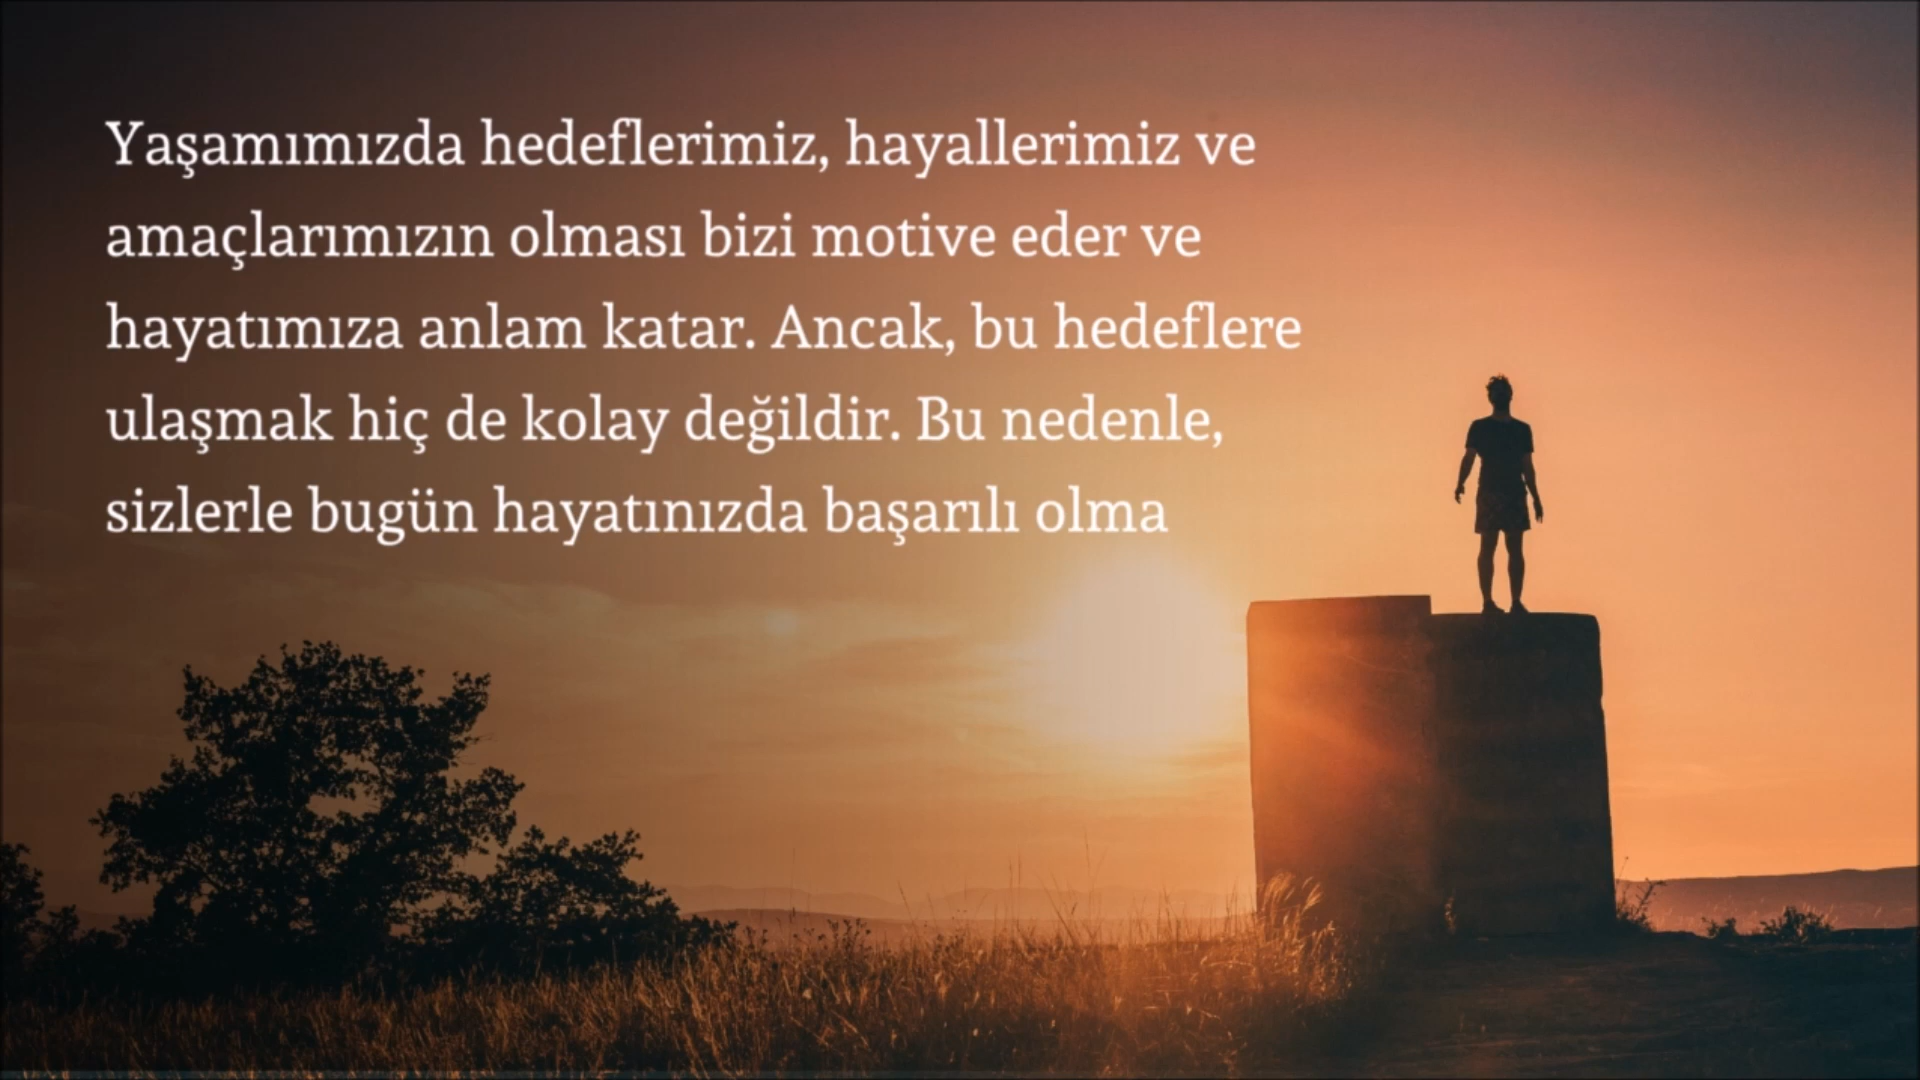 Yaşamımızda hedeflerimiz, hayallerimiz ve
amaçlarımızın olması bizi motive eder ve
hayatımıza anlam katar. Ancak, bu hedeflere
ulaşmak hiç de kolay değildir. Bu nedenle,
sizlerle bugün hayatınızda başarılı olma